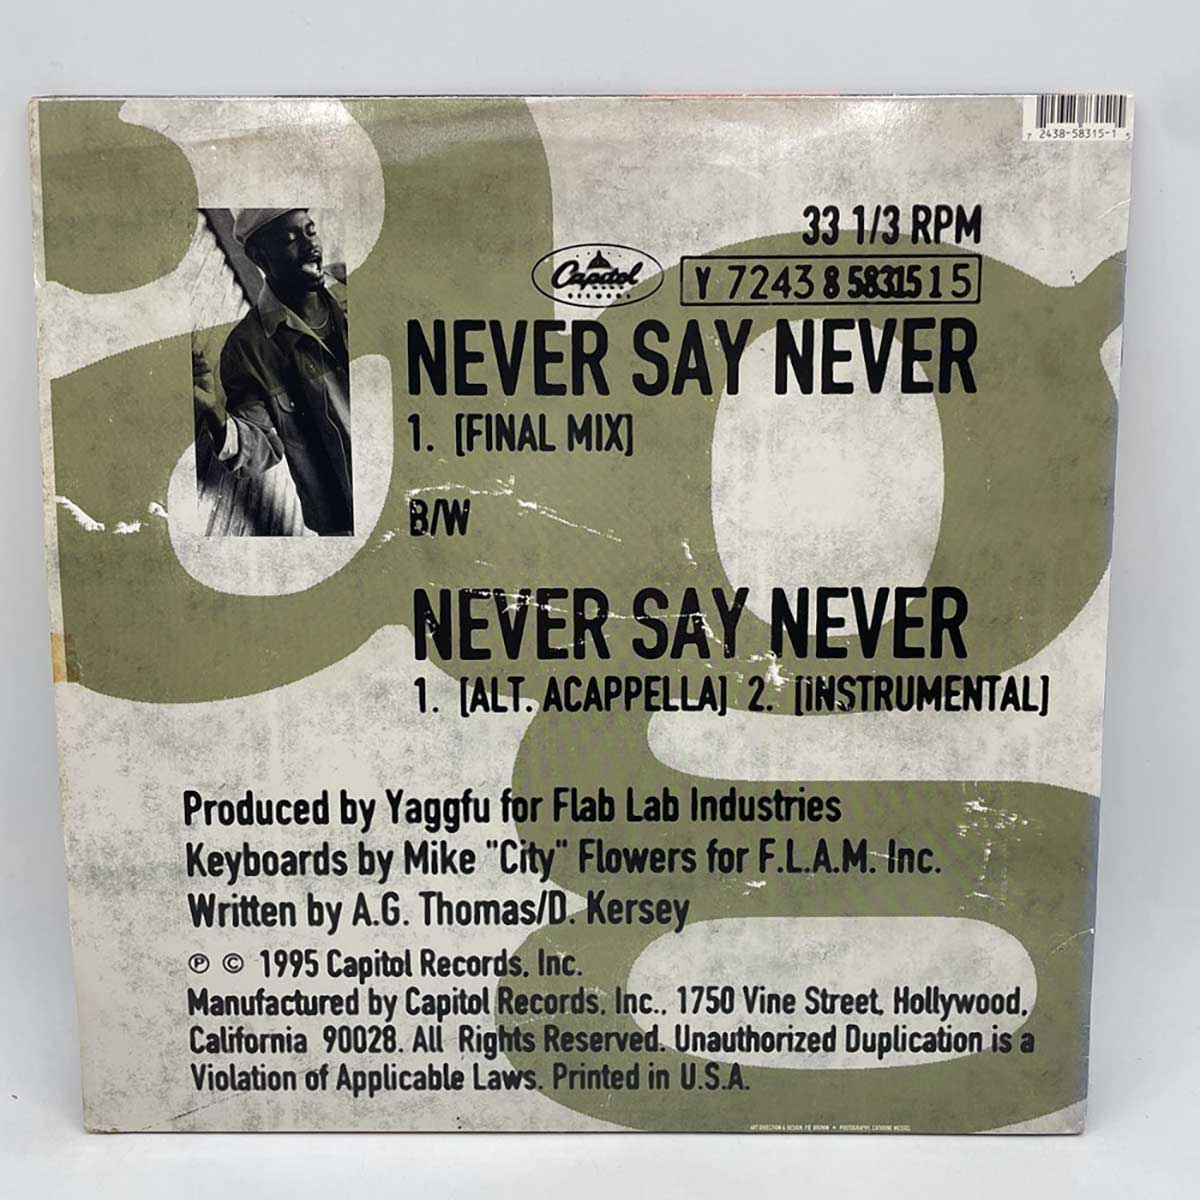 7 2438-58315-1 5
33 1/3 RPM
Capitol
RECORDS
Y 7243 8 58315 1 5
NEVER SAY NEVER
1. [FINAL MIX]
B/W
NEVER SAY NEVER
1. [ALT. ACAPPELLA] 2. [INSTRUMENTAL]
Produced by Yaggfu for Flab Lab Industries
Keyboards by Mike "City" Flowers for F.L.A.M. Inc.
Written by A.G. Thomas/D. Kersey
℗ © 1995 Capitol Records, Inc.
Manufactured by Capitol Records, Inc., 1750 Vine Street, Hollywood,
California 90028. All Rights Reserved. Unauthorized Duplication is a
Violation of Applicable Laws. Printed in U.S.A.